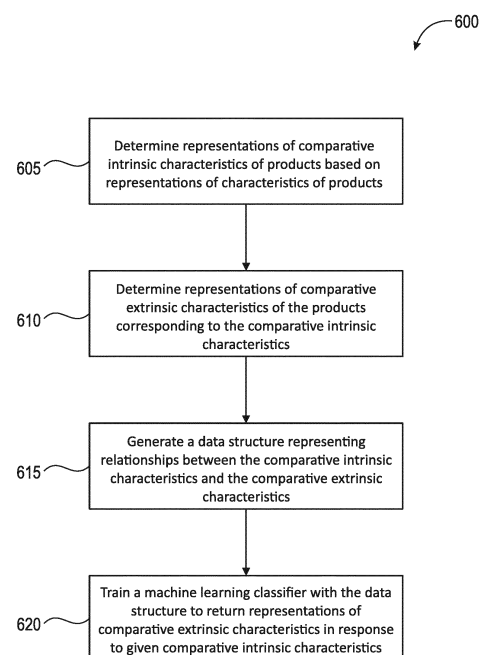 600
Determine representations of comparative
intrinsic characteristics of products based on
representations of characteristics of products
605
Determine representations of comparative
extrinsic characteristics of the products
corresponding to the comparative intrinsic
characteristics
610
Generate a data structure representing
relationships between the comparative intrinsic
characteristics and the comparative extrinsic
characteristics
615
Train a machine learning classifier with the data
structure to return representations of
comparative extrinsic characteristics in response
to given comparative intrinsic characteristics
620